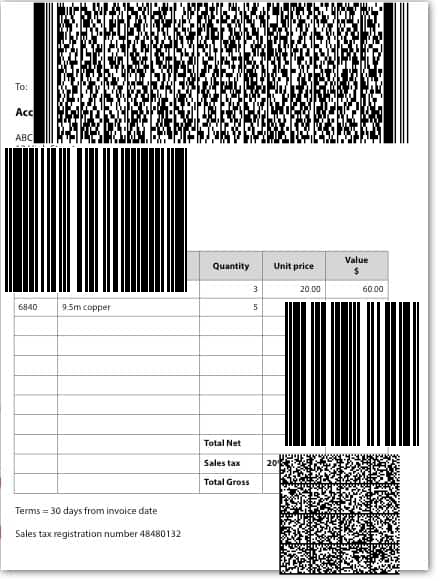 To:
Acc
ABC
Quantity Unit price Value
$
3 20.00 60.00
6840 9.5m copper 5
Total Net
Sales tax 20%
Total Gross
Terms = 30 days from invoice date
Sales tax registration number 48480132